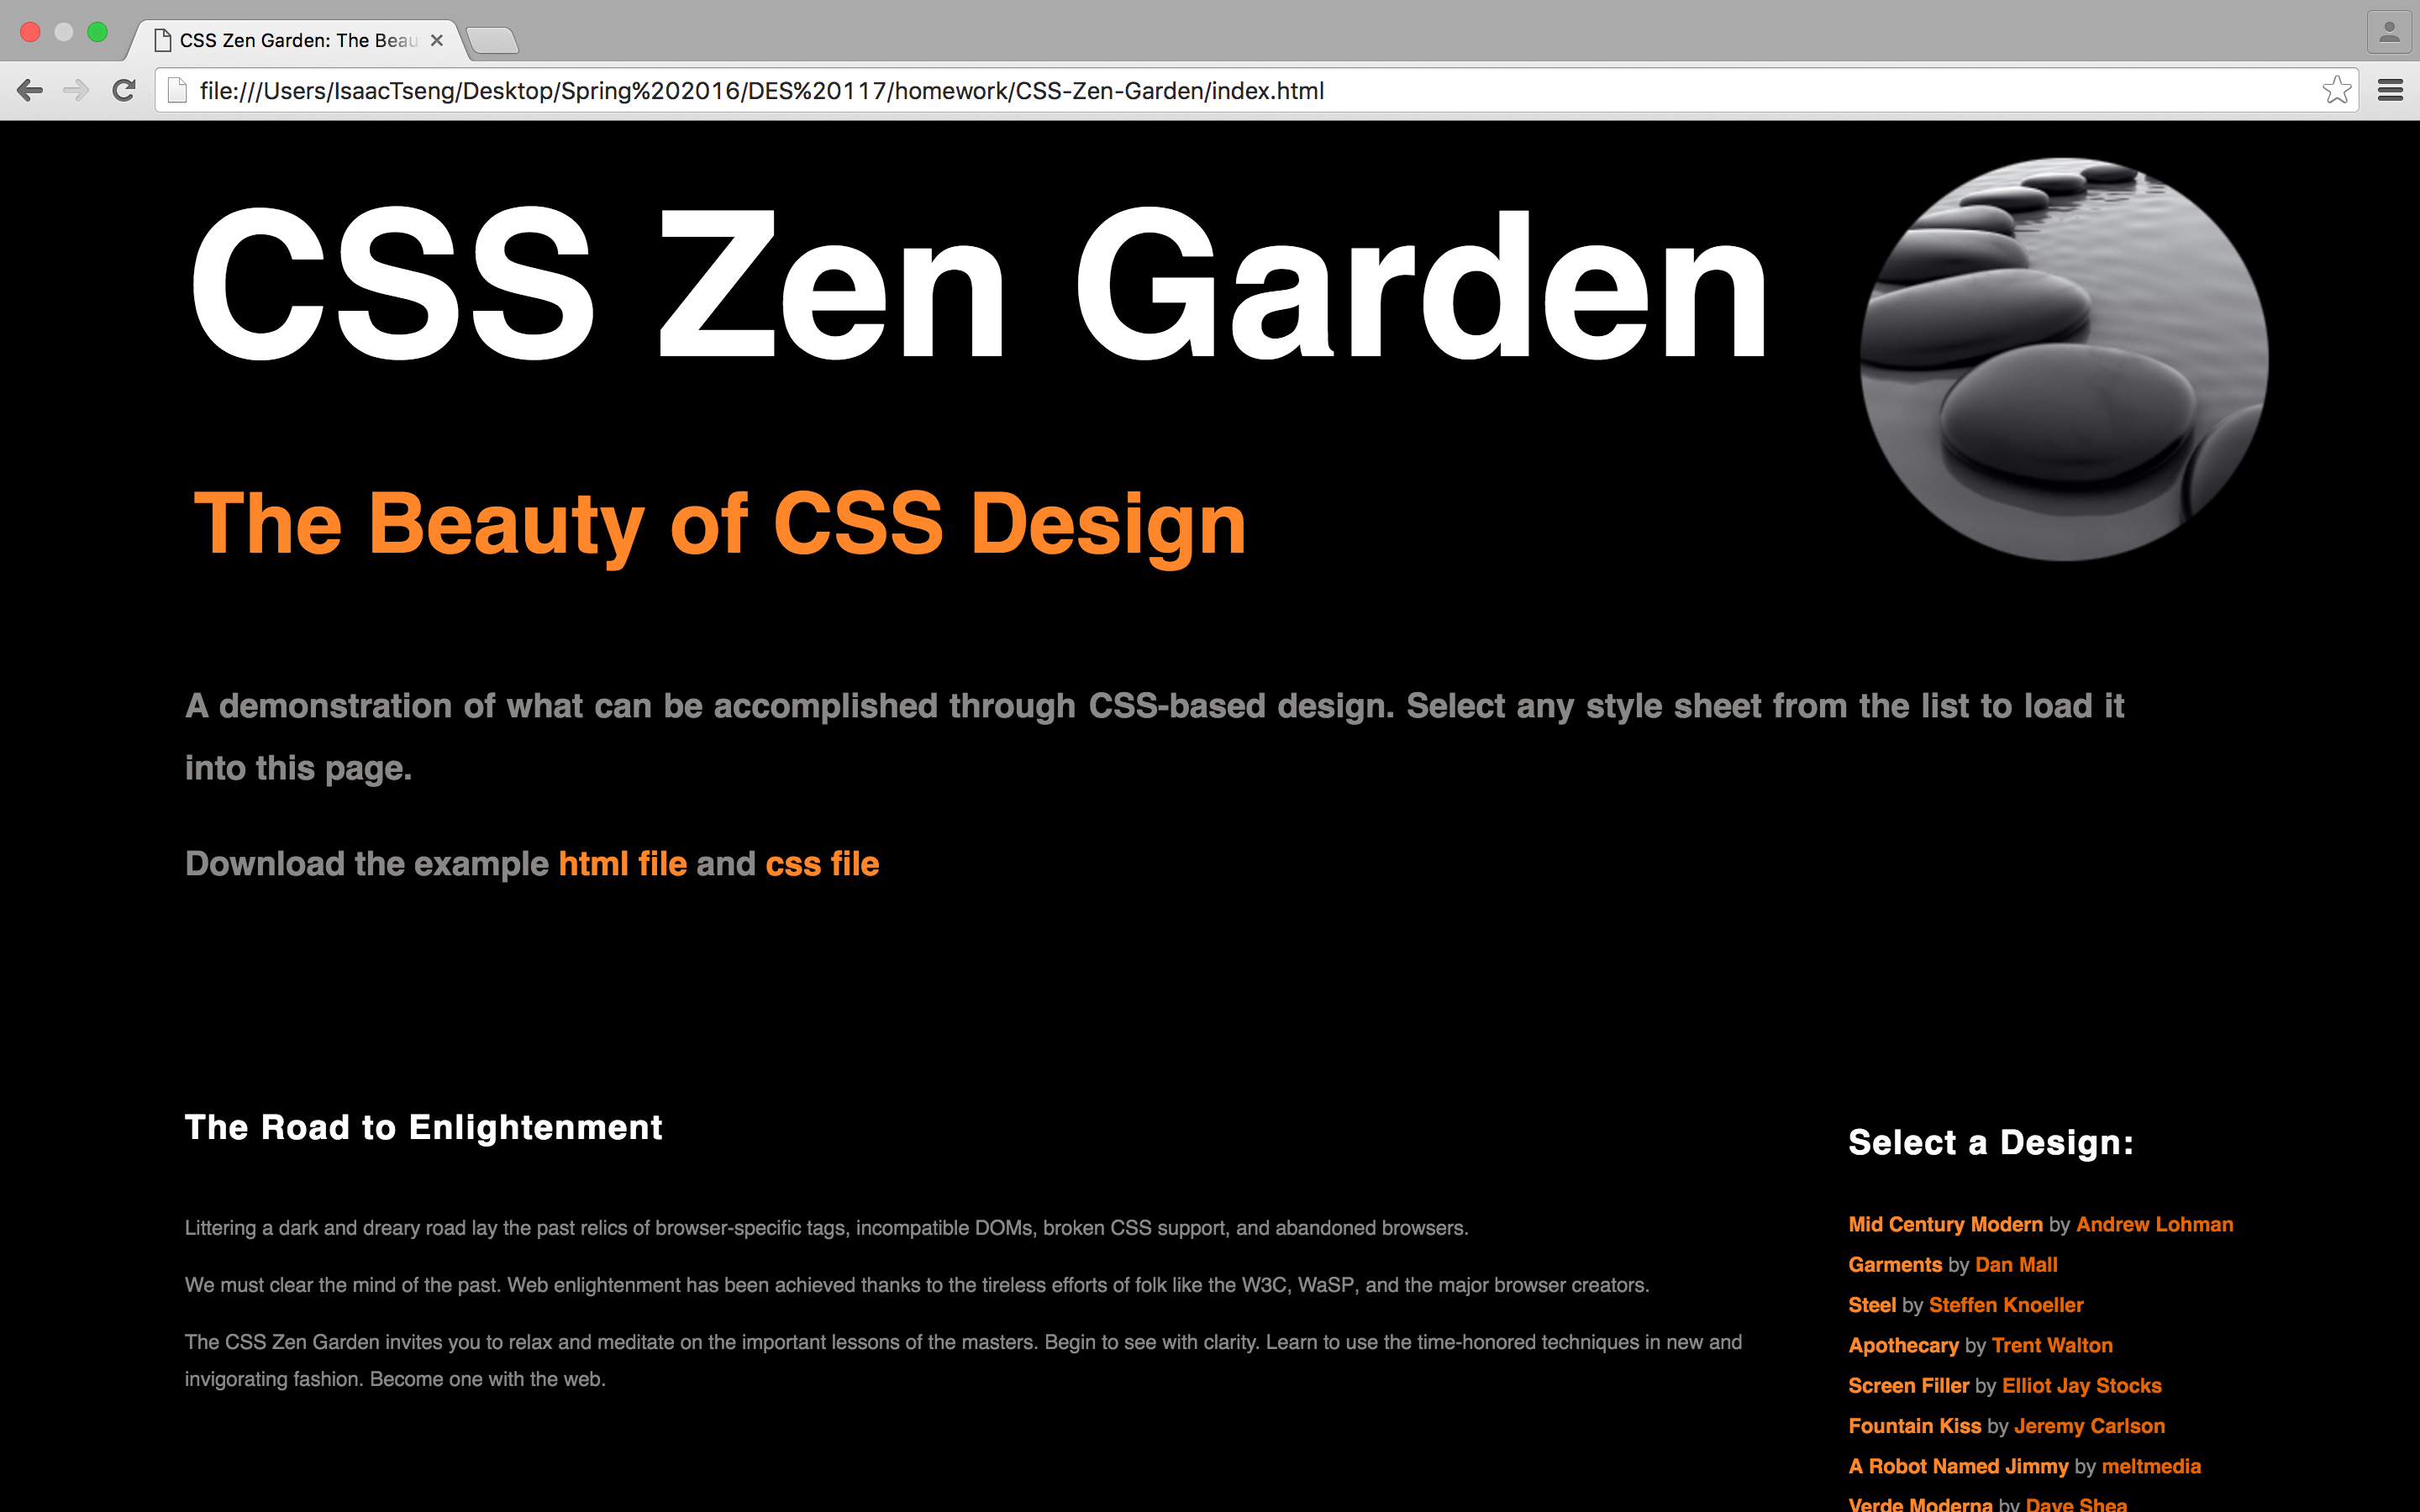 CSS Zen Garden: The Beau
file:///Users/IsaacTseng/Desktop/Spring%202016/DES%20117/homework/CSS-Zen-Garden/index.html
CSS Zen Garden
The Beauty of CSS Design
A demonstration of what can be accomplished through CSS-based design. Select any style sheet from the list to load it
into this page.
Download the example html file and css file
The Road to Enlightenment
Littering a dark and dreary road lay the past relics of browser-specific tags, incompatible DOMs, broken CSS support, and abandoned browsers.
We must clear the mind of the past. Web enlightenment has been achieved thanks to the tireless efforts of folk like the W3C, WaSP, and the major browser creators.
The CSS Zen Garden invites you to relax and meditate on the important lessons of the masters. Begin to see with clarity. Learn to use the time-honored techniques in new and
invigorating fashion. Become one with the web.
Select a Design:
Mid Century Modern by Andrew Lohman
Garments by Dan Mall
Steel by Steffen Knoeller
Apothecary by Trent Walton
Screen Filler by Elliot Jay Stocks
Fountain Kiss by Jeremy Carlson
A Robot Named Jimmy by meltmedia
Verde Moderna by Dave Shea